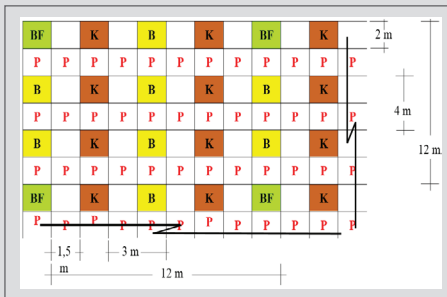 BF K B K BF K 2 m
P P P P P P P P P P P P
B K B K B K
P P P P P P P P P P P P 4 m
B K B K B K 12 m
P P P P P P P P P P P P
BF K B K BF K
P P P P P P P P P P P P
1,5 m 3 m
12 m